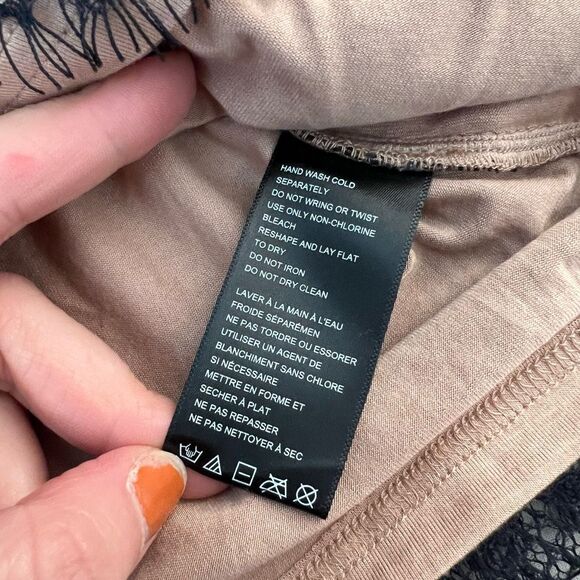 HAND WASH COLD
SEPARATELY
DO NOT WRING OR TWIST
USE ONLY NON-CHLORINE
BLEACH
RESHAPE AND LAY FLAT
TO DRY
DO NOT IRON
DO NOT DRY CLEAN
LAVER À LA MAIN À L'EAU
FROIDE SÉPARÉMEN
NE PAS TORDRE OU ESSORER
UTILISER UN AGENT DE
BLANCHIMENT SANS CHLORE
SI NÉCESSAIRE
METTRE EN FORME ET
SECHER À PLAT
NE PAS REPASSER
NE PAS NETTOYER À SEC